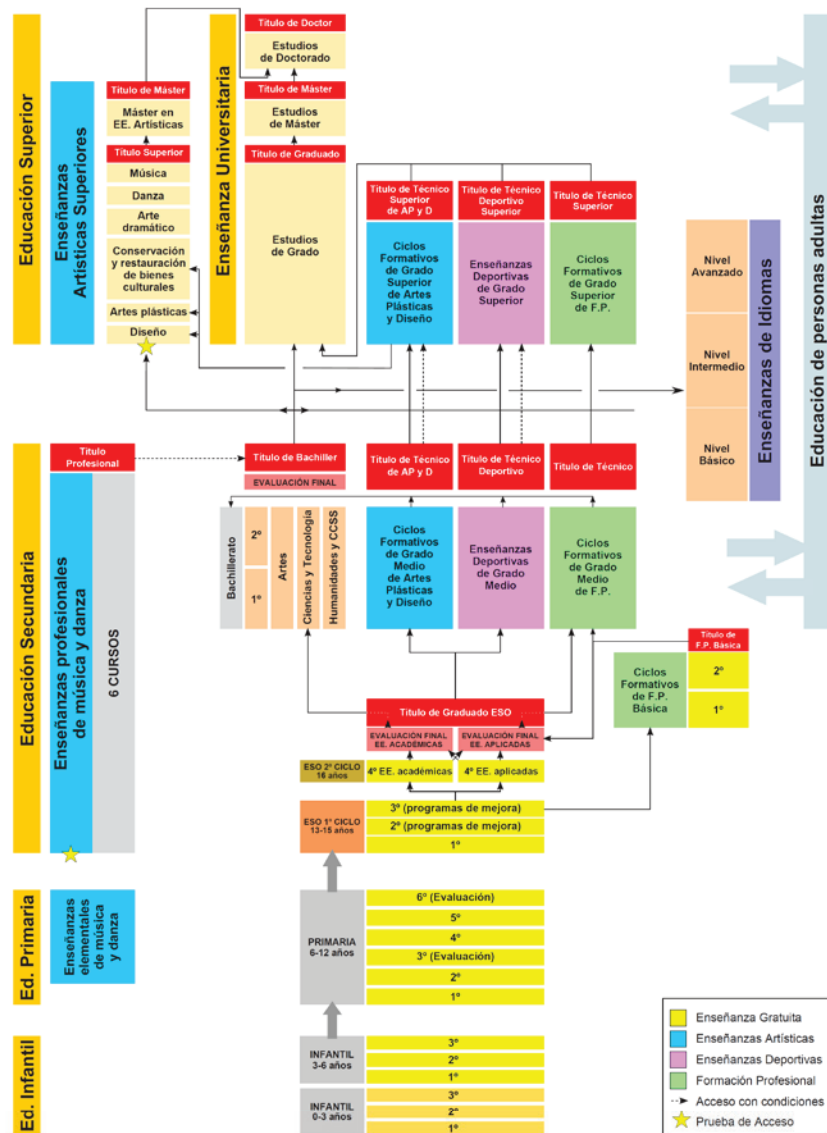 Educación Superior
Enseñanzas
Artísticas Superiores
Título de Máster
Máster en
EE. Artísticas
Título Superior
Música
Danza
Arte
dramático
Conservación
y restauración
de bienes
culturales
Artes plásticas
Diseño
Enseñanza Universitaria
Título de Doctor
Estudios
de Doctorado
Título de Máster
Estudios
de Máster
Título de Graduado
Estudios
de Grado
Título de Técnico
Superior
de AP y D
Ciclos
Formativos
de Grado
Superior
de Artes
Plásticas
y Diseño
Título de Técnico
Deportivo
Superior
Enseñanzas
Deportivas
de Grado
Superior
Título de Técnico
Superior
Ciclos
Formativos
de Grado
Superior
de F.P.
Nivel
Avanzado
Nivel
Intermedio
Nivel
Básico
Enseñanzas de Idiomas
Educación de personas adultas
Educación Secundaria
Título
Profesional
Enseñanzas profesionales
de música y danza
6 CURSOS
Título de Bachiller
EVALUACIÓN FINAL
Bachillerato
2º
1º
Artes
Ciencias y Tecnología
Humanidades y CCSS
Título de Técnico
de AP y D
Ciclos
Formativos
de Grado
Medio
de Artes
Plásticas
y Diseño
Título de Técnico
Deportivo
Enseñanzas
Deportivas
de Grado
Medio
Título de Técnico
Ciclos
Formativos
de Grado
Medio
de F.P.
Título de
F.P. Básica
Ciclos
Formativos
de F.P.
Básica
2º
1º
Título de Graduado ESO
EVALUACIÓN FINAL
EE. ACADÉMICAS
EVALUACIÓN FINAL
EE. APLICADAS
ESO 2º CICLO
16 años
4º EE. académicas
4º EE. aplicadas
ESO 1º CICLO
13-15 años
3º (programas de mejora)
2º (programas de mejora)
1º
Ed. Primaria
Enseñanzas
elementales
de música
y danza
PRIMARIA
6-12 años
6º (Evaluación)
5º
4º
3º (Evaluación)
2º
1º
Ed. Infantil
INFANTIL
3-6 años
3º
2º
1º
INFANTIL
0-3 años
3º
2º
1º
Enseñanza Gratuita
Enseñanzas Artísticas
Enseñanzas Deportivas
Formación Profesional
Acceso con condiciones
Prueba de Acceso